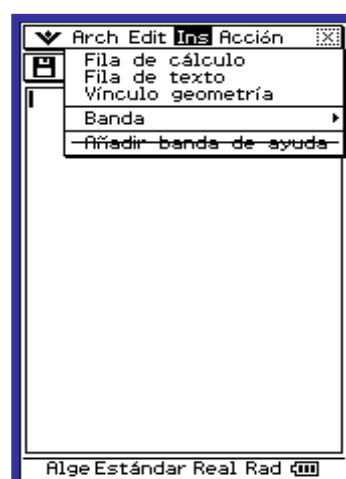 Arch Edit Ins Acción
Fila de cálculo
Fila de texto
Vínculo geometría
Banda
Añadir banda de ayuda
Alge Estándar Real Rad